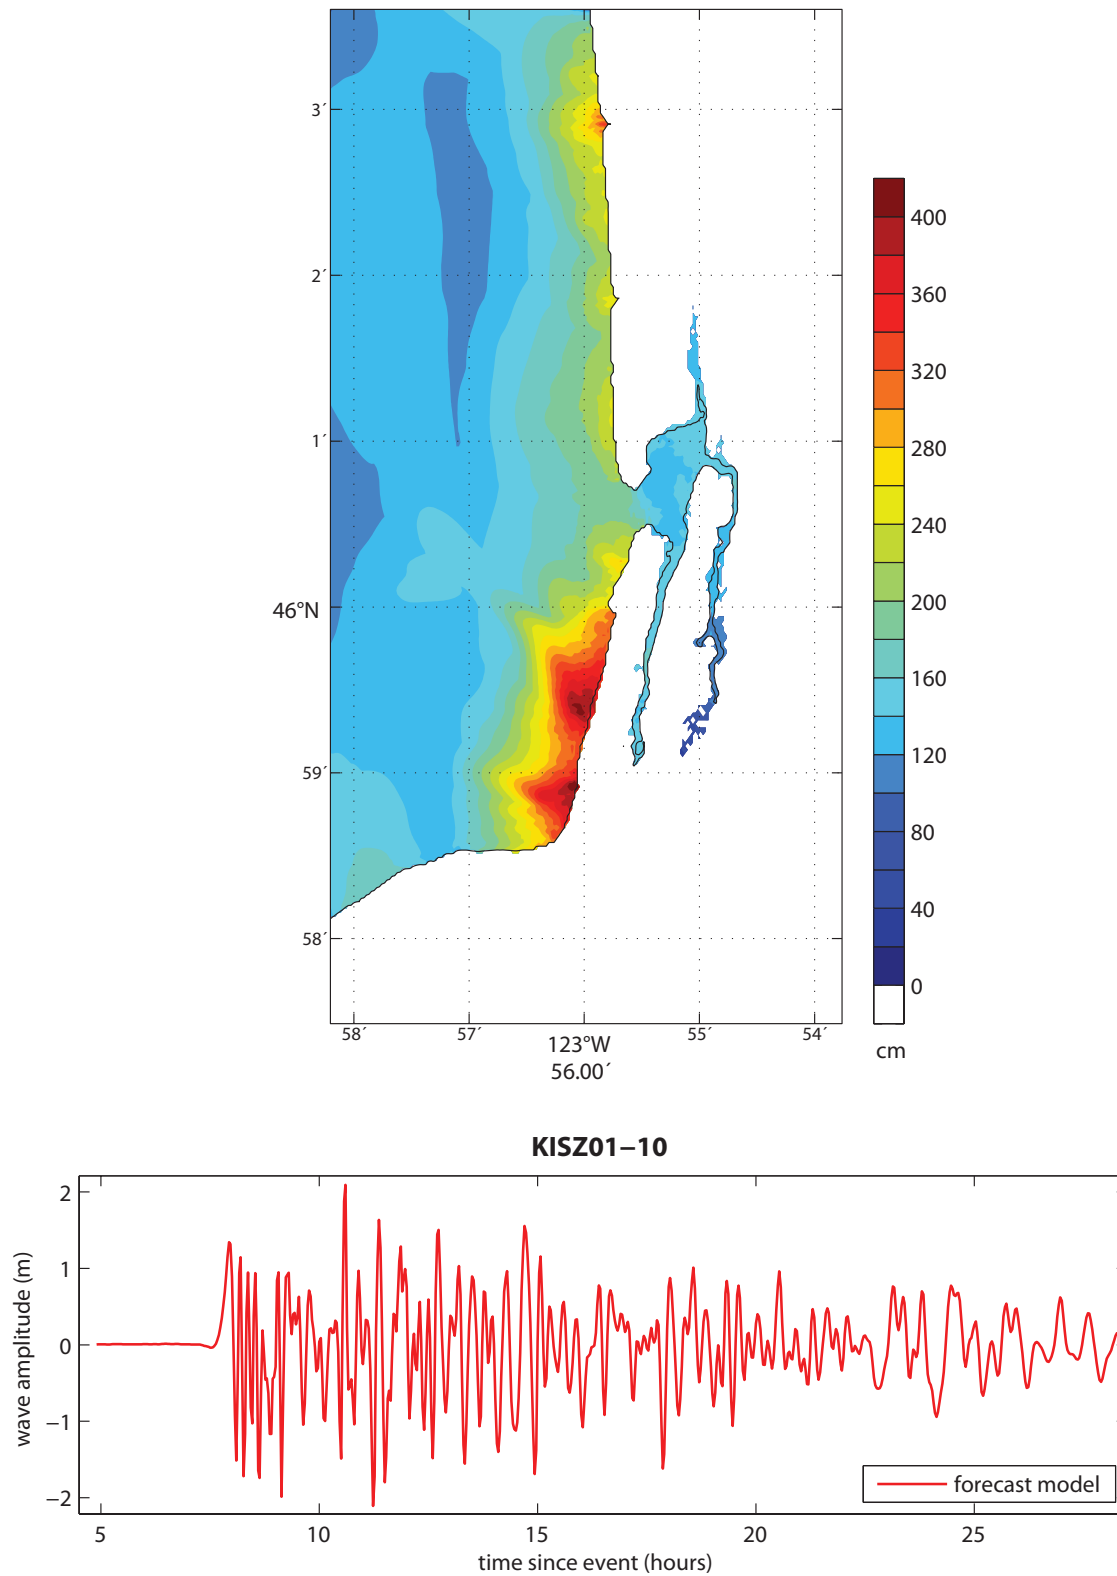 3´
2´
1´
46°N
59´
58´
58´ 57´ 123°W 55´ 54´
56.00´
400
360
320
280
240
200
160
120
80
40
0
cm
KISZ01−10
wave amplitude (m)
2
1
0
−1
−2
forecast model
5 10 15 20 25
time since event (hours)